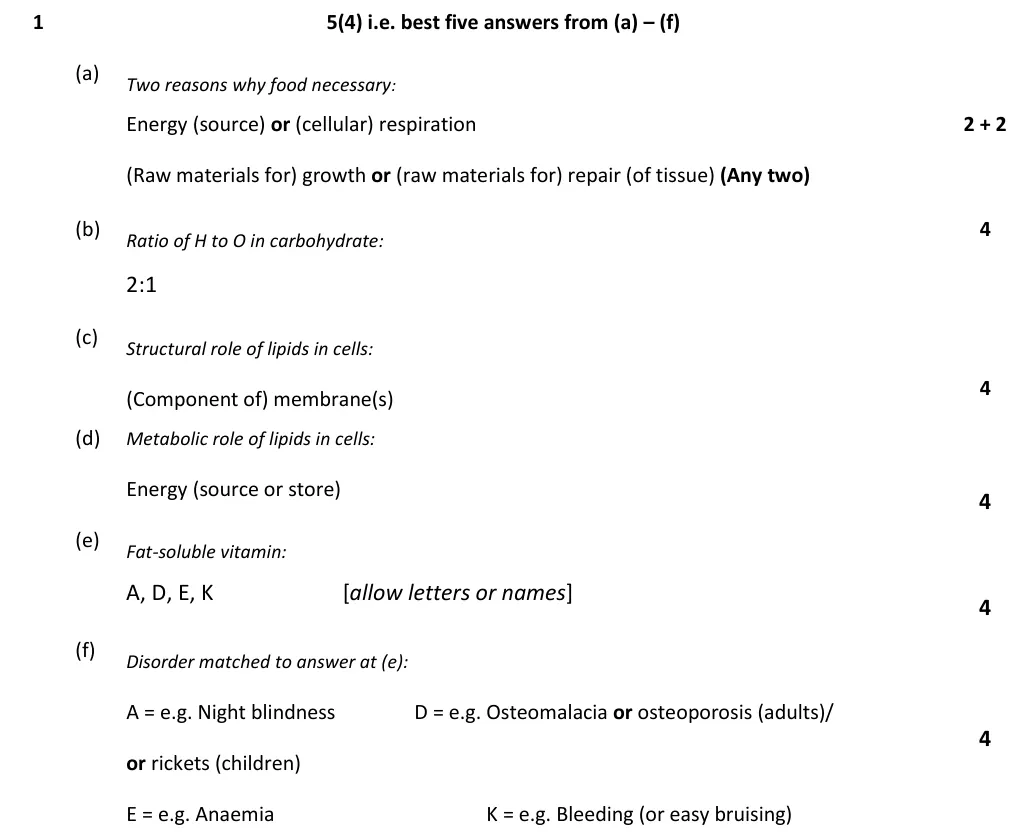 1 5(4) i.e. best five answers from (a) – (f)
(a) Two reasons why food necessary:
Energy (source) or (cellular) respiration 2 + 2
(Raw materials for) growth or (raw materials for) repair (of tissue) (Any two)
(b) Ratio of H to O in carbohydrate: 4
2:1
(c) Structural role of lipids in cells:
(Component of) membrane(s) 4
(d) Metabolic role of lipids in cells:
Energy (source or store) 4
(e) Fat-soluble vitamin:
A, D, E, K [allow letters or names] 4
(f) Disorder matched to answer at (e):
A = e.g. Night blindness D = e.g. Osteomalacia or osteoporosis (adults)/
4
or rickets (children)
E = e.g. Anaemia K = e.g. Bleeding (or easy bruising)